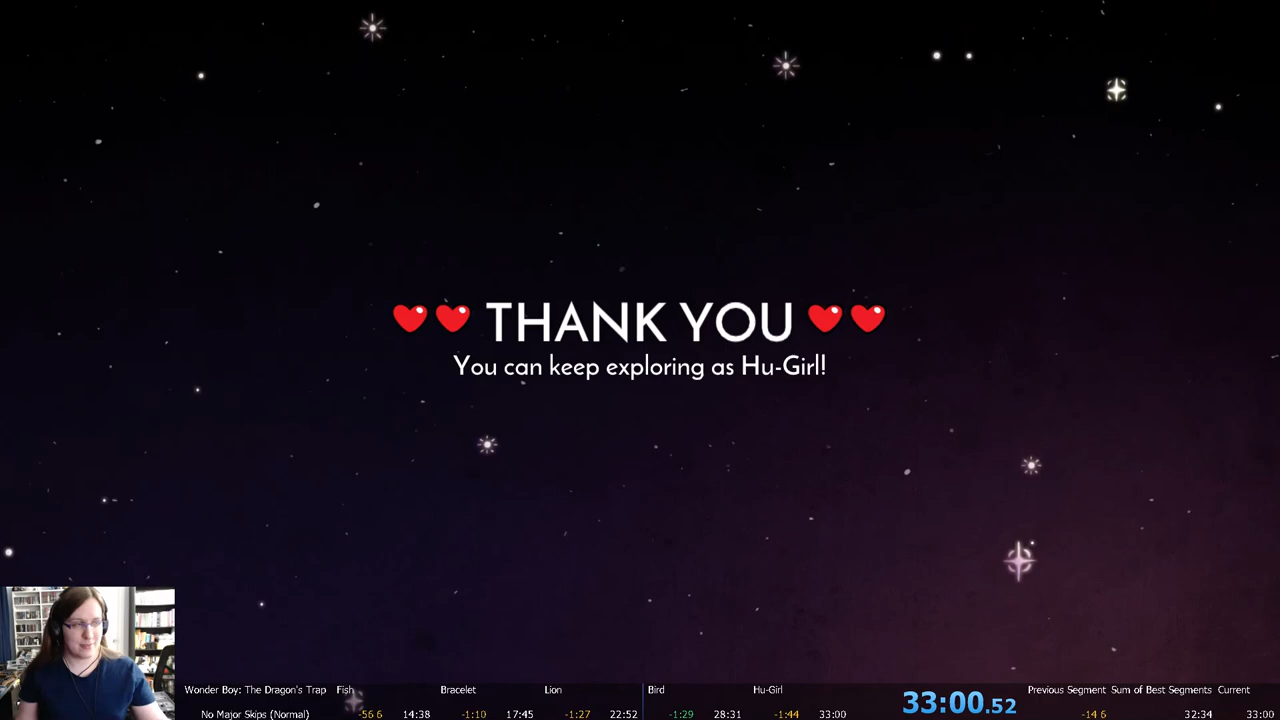 THANK YOU
You can keep exploring as Hu-Girl!
Wonder Boy: The Dragon's Trap Fish Bracelet Lion Bird Hu-Girl 33:00.52 Previous Segment Sum of Best Segments Current
No Major Skips (Normal) -56 6 14:38 -1:10 17:45 -1:27 22:52 -1:29 28:31 -1:44 33:00 -14 6 32:34 33:00